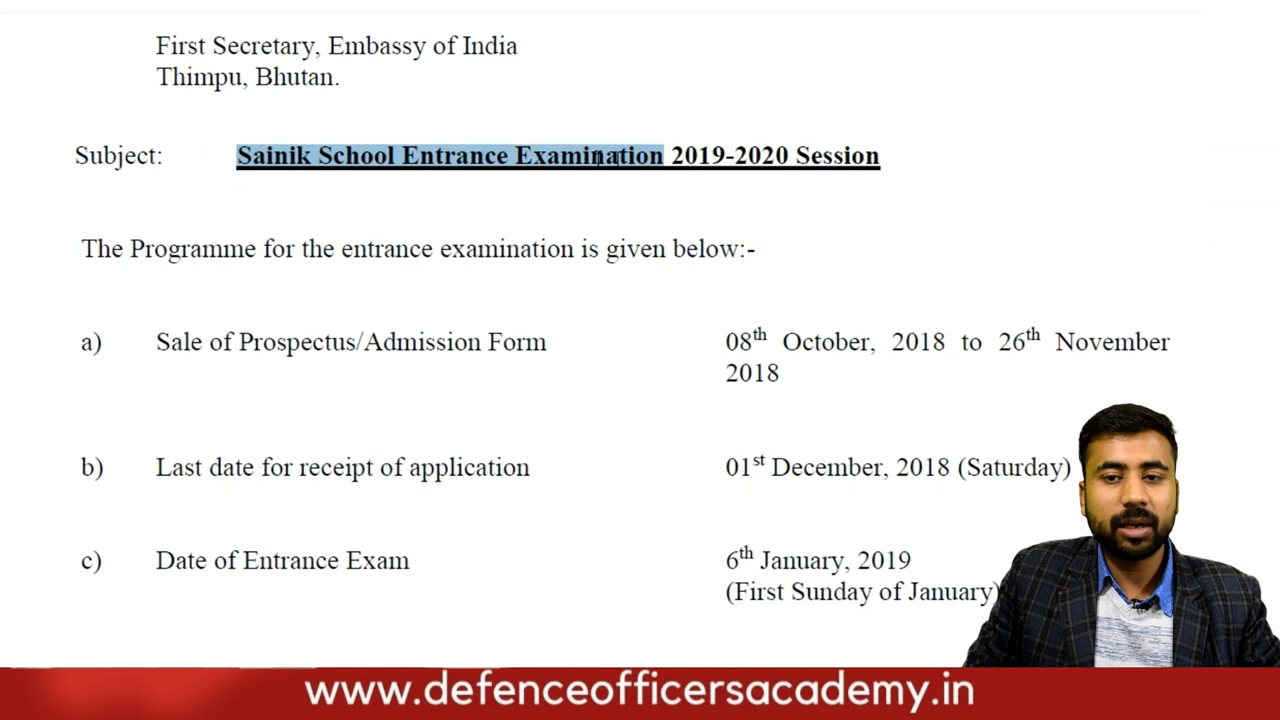 First Secretary, Embassy of India
Thimpu, Bhutan.
Subject: Sainik School Entrance Examination 2019-2020 Session
The Programme for the entrance examination is given below:-
a) Sale of Prospectus/Admission Form 08th October, 2018 to 26th November
2018
b) Last date for receipt of application 01st December, 2018 (Saturday)
c) Date of Entrance Exam 6th January, 2019
(First Sunday of January)
www.defenceofficersacademy.in